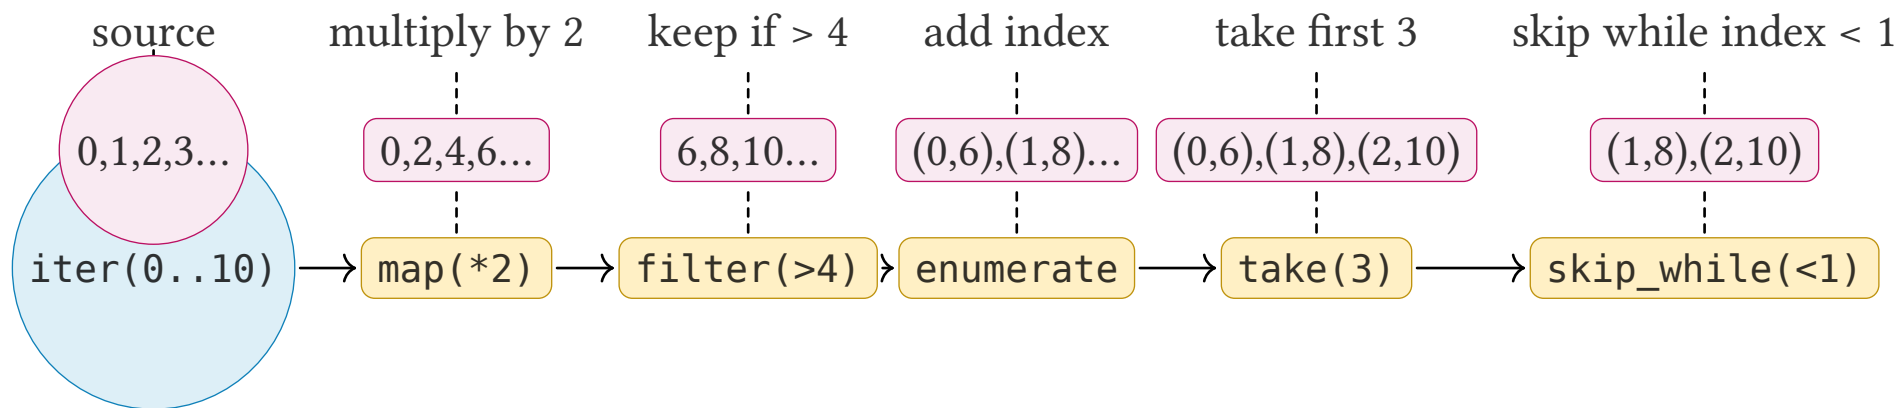 source
multiply by 2
keep if > 4
add index
take first 3
skip while index < 1
0,1,2,3…
0,2,4,6…
6,8,10…
(0,6),(1,8)…
(0,6),(1,8),(2,10)
(1,8),(2,10)
iter(0..10)
map(*2)
filter(>4)
enumerate
take(3)
skip_while(<1)